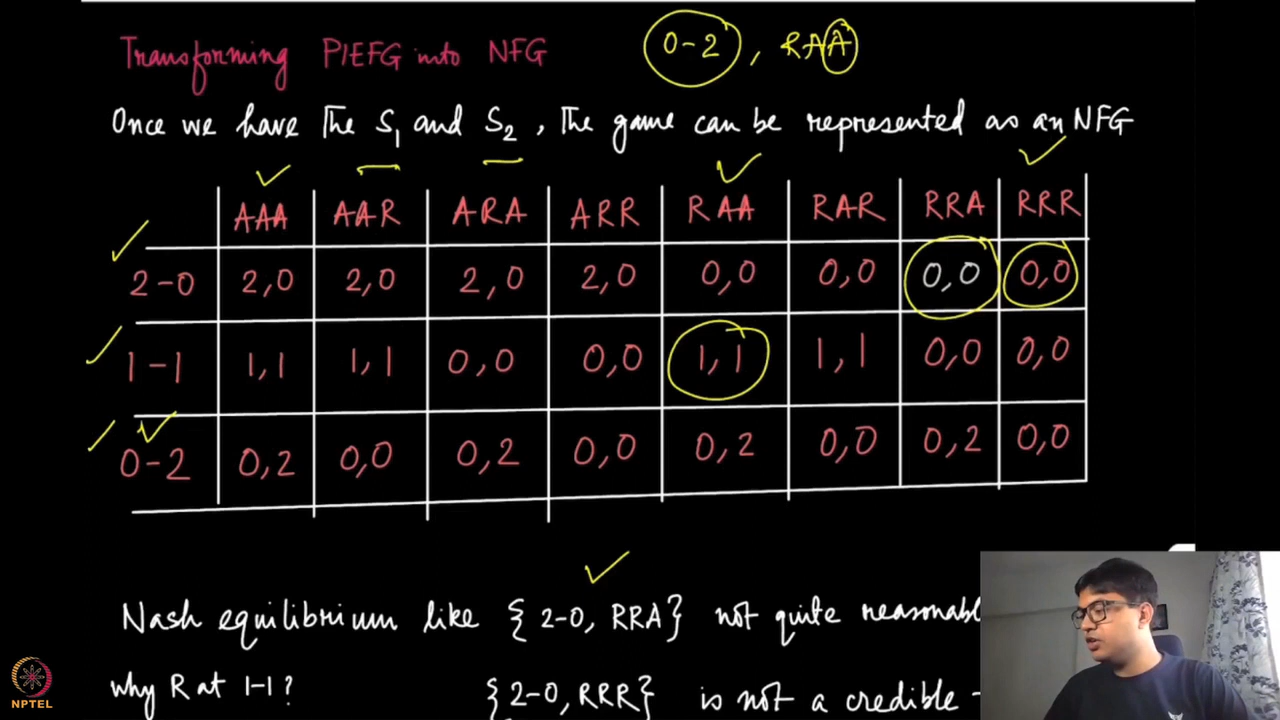 Transforming PIEFG into NFG 0-2, RAA
Once we have the S1 and S2, the game can be represented as an NFG
AAA AAR ARA ARR RAA RAR RRA RRR
2-0 2,0 2,0 2,0 2,0 0,0 0,0 0,0 0,0
1-1 1,1 1,1 0,0 0,0 1,1 1,1 0,0 0,0
0-2 0,2 0,0 0,2 0,0 0,2 0,0 0,2 0,0
Nash equilibrium like {2-0, RRA} not quite reasonabl
why R at 1-1? {2-0, RRR} is not a credible
NPTEL